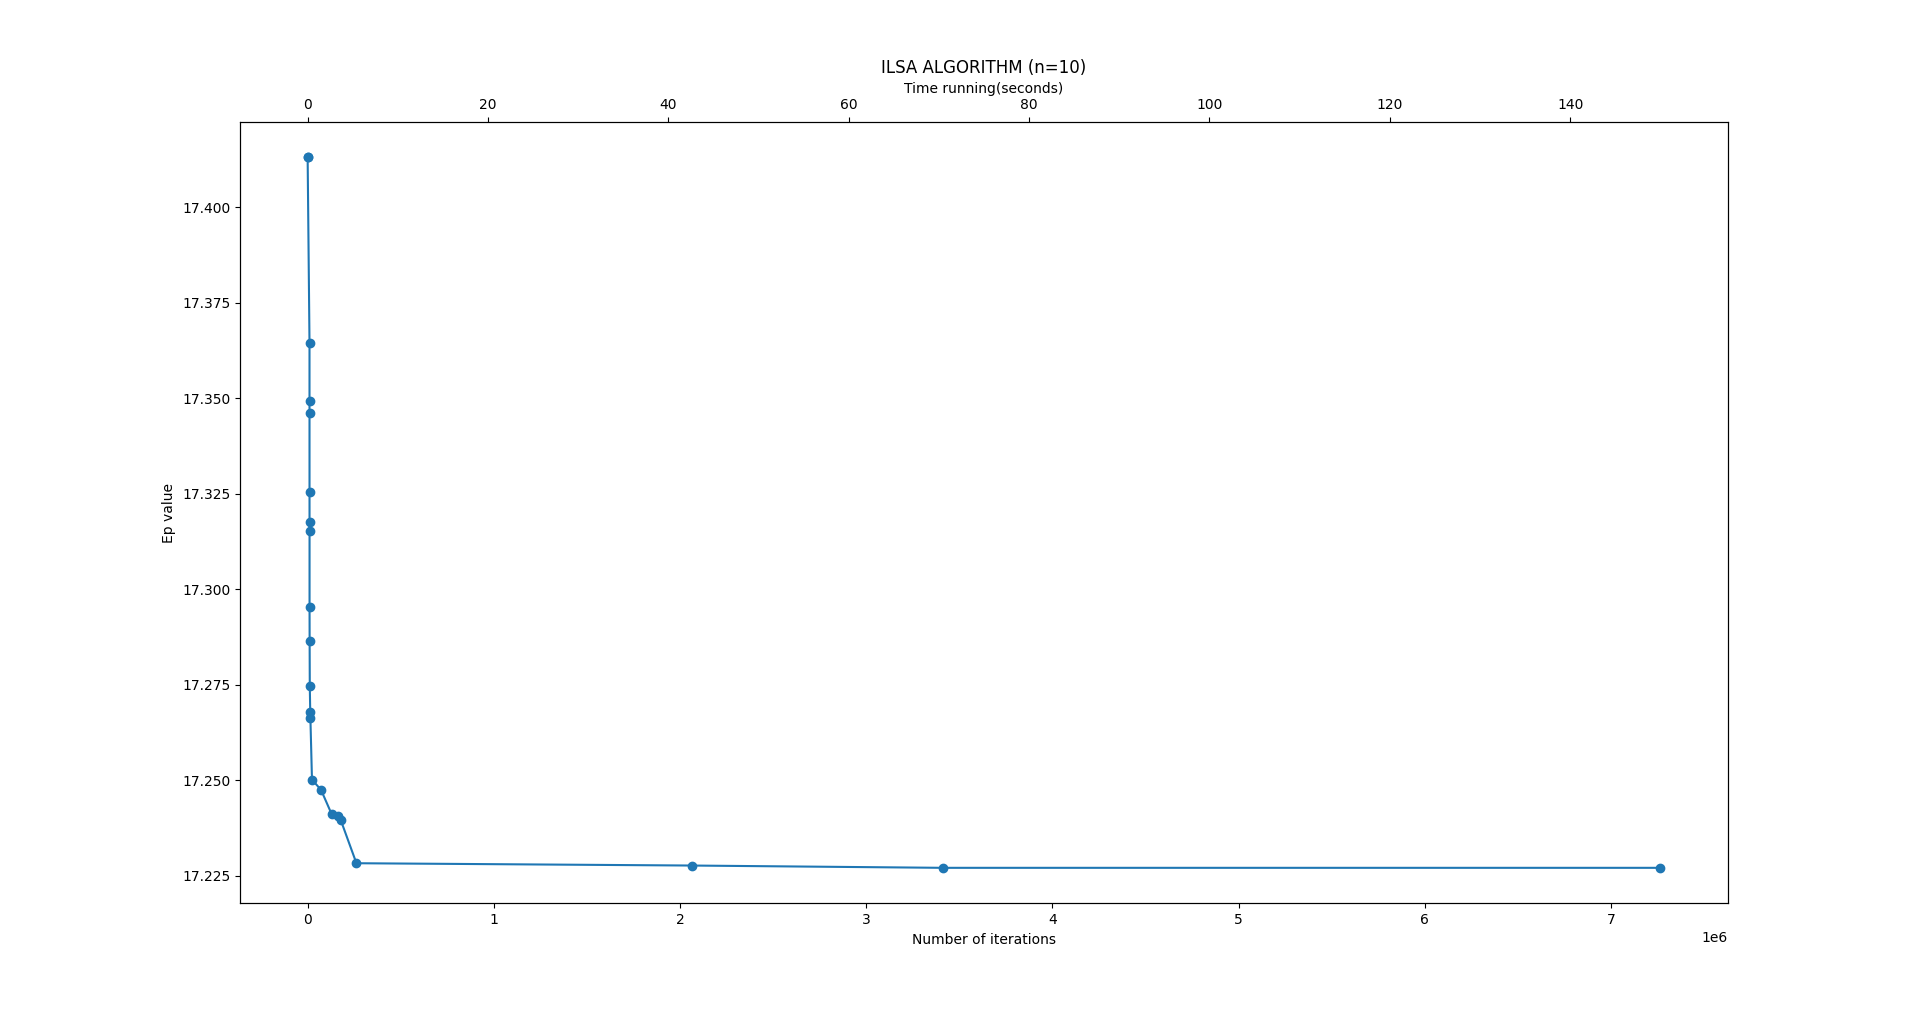 ILSA ALGORITHM (n=10)
Time running(seconds)
0 20 40 60 80 100 120 140
17.400
17.375
17.350
17.325
17.300
17.275
17.250
17.225
Ep value
0 1 2 3 4 5 6 7
1e6
Number of iterations